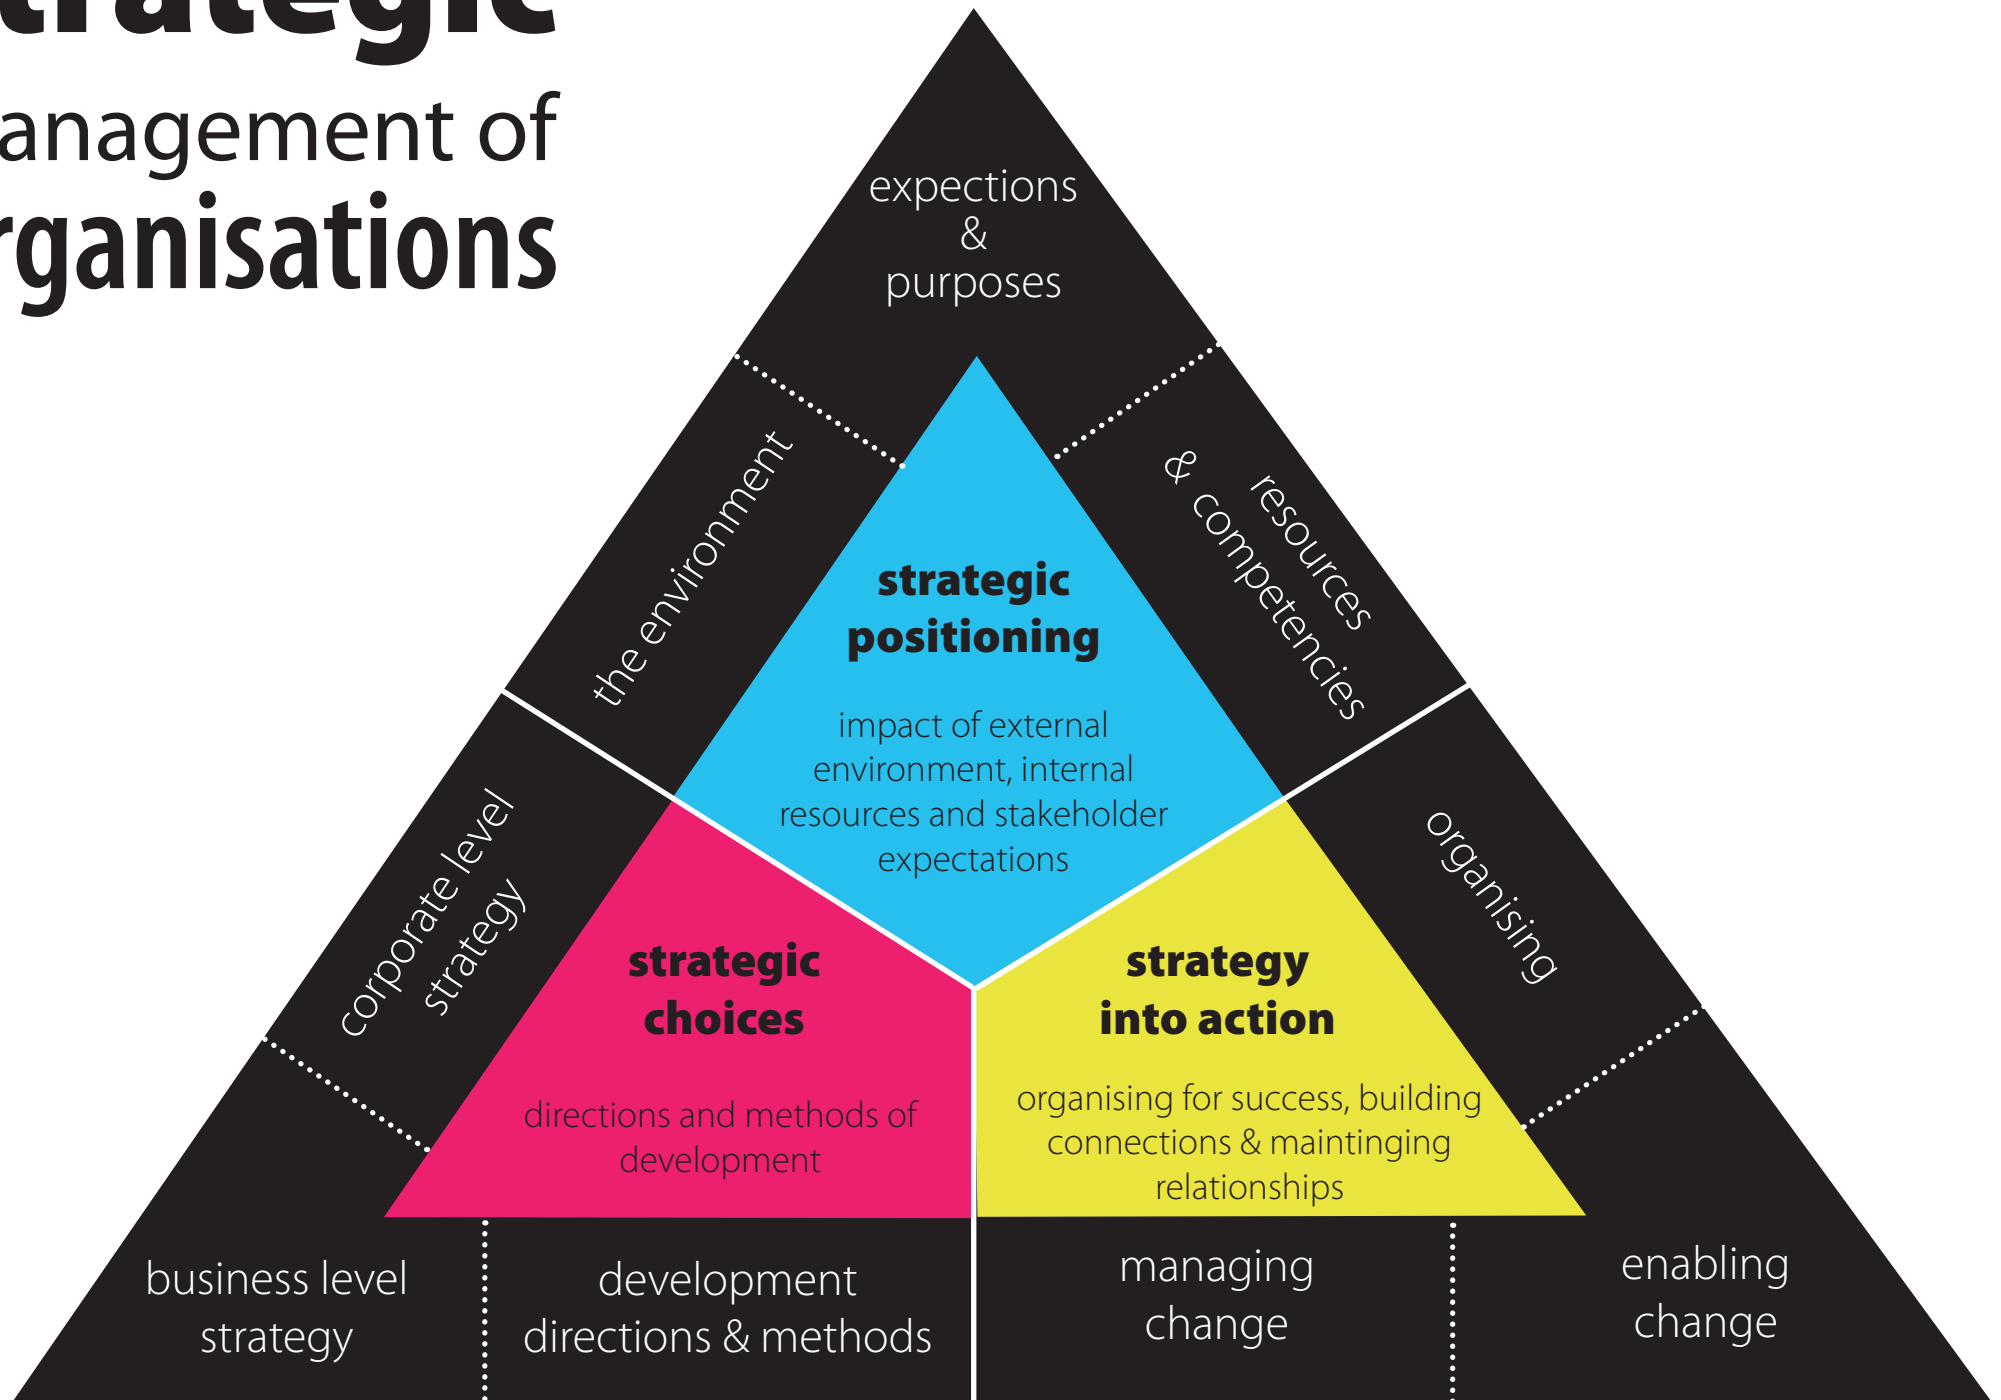 trategic
anagement of
rganisations
expections
&
purposes
the environment
resources
& competencies
strategic
positioning
impact of external
environment, internal
resources and stakeholder
expectations
corporate level
strategy
organising
strategic
choices
directions and methods of
development
strategy
into action
organising for success, building
connections & maintinging
relationships
business level
strategy
development
directions & methods
managing
change
enabling
change